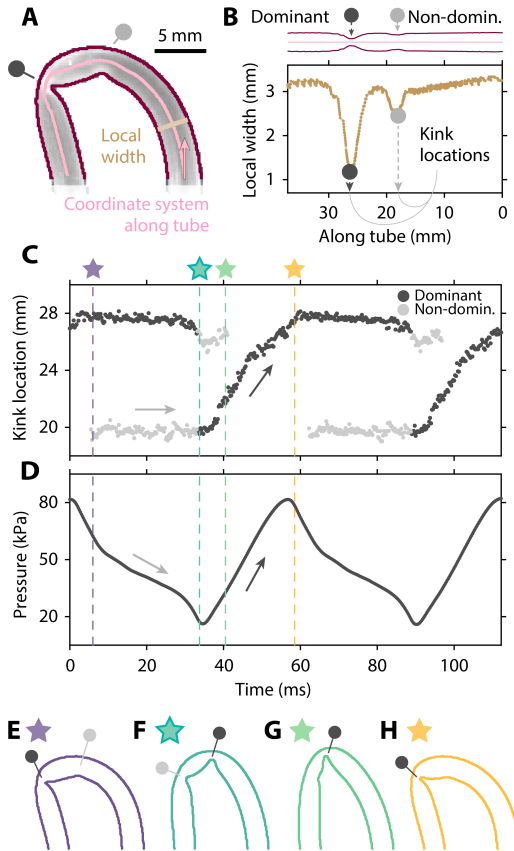 A
5 mm
Local
width
Coordinate system
along tube
B
Dominant
Non-domin.
Local width (mm)
3
2
1
Kink
locations
30
20
10
0
Along tube (mm)
C
Kink location (mm)
28
24
20
Dominant
Non-domin.
D
Pressure (kPa)
80
50
20
0
20
40
60
80
100
Time (ms)
E
F
G
H